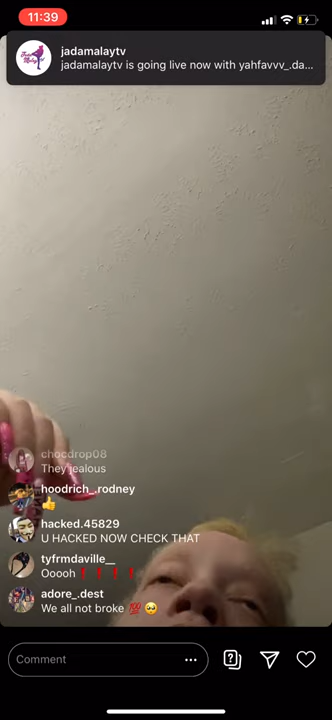 11:39
jadamalaytv
jadamalaytv is going live now with yahfavvv_.da...
chocdrop08
They jealous
hoodrich_.rodney
👍
hacked.45829
U HACKED NOW CHECK THAT
tyfrmdaville__
Ooooh❗❗❗❗
adore_.dest
We all not broke 💯🥺
Comment